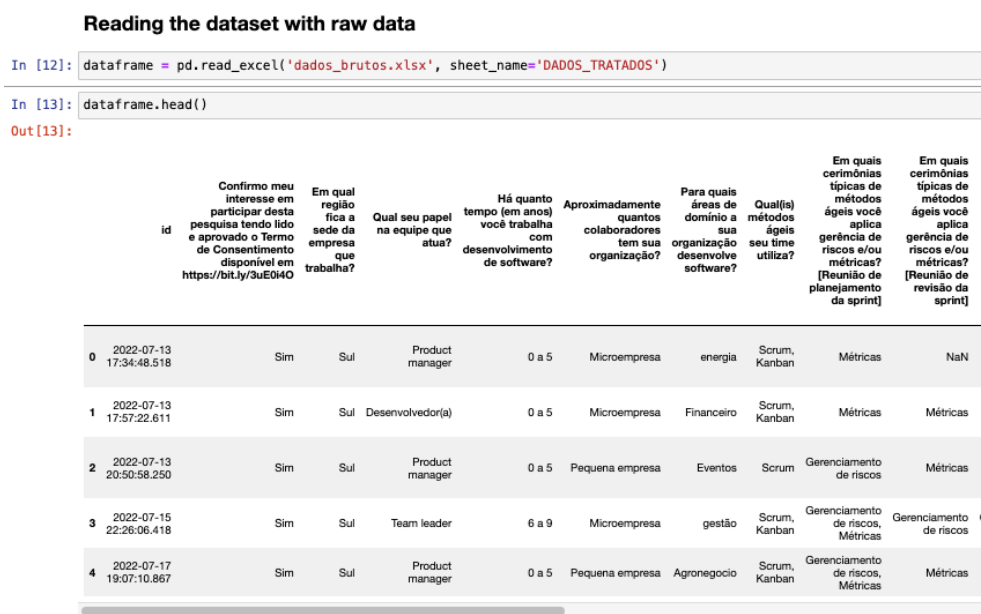 Reading the dataset with raw data
In [12]: dataframe = pd.read_excel('dados_brutos.xlsx', sheet_name='DADOS_TRATADOS')
In [13]: dataframe.head()
Out[13]:
id
Confirmo meu
interesse em
participar desta
pesquisa tendo lido
e aprovado o Termo
de Consentimento
disponível em
https://bit.ly/3uE0i4O
Em qual
região
fica a
sede da
empresa
que
trabalha?
Qual seu papel
na equipe que
atua?
Há quanto
tempo (em anos)
você trabalha
com
desenvolvimento
de software?
Aproximadamente
quantos
colaboradores
tem sua
organização?
Para quais
áreas de
domínio a
sua
organização
desenvolve
software?
Qual(is)
métodos
ágeis
seu time
utiliza?
Em quais
cerimônias
típicas de
métodos
ágeis você
aplica
gerência de
riscos e/ou
métricas?
[Reunião de
planejamento
da sprint]
Em quais
cerimônias
típicas de
métodos
ágeis você
aplica
gerência de
riscos e/ou
métricas?
[Reunião de
revisão da
sprint]
0 2022-07-13
17:34:48.518
Sim
Sul
Product
manager
0 a 5
Microempresa
energia
Scrum,
Kanban
Métricas
NaN
1 2022-07-13
17:57:22.611
Sim
Sul
Desenvolvedor(a)
0 a 5
Microempresa
Financeiro
Scrum,
Kanban
Métricas
Métricas
2 2022-07-13
20:50:58.250
Sim
Sul
Product
manager
0 a 5
Pequena empresa
Eventos
Scrum
Gerenciamento
de riscos
Métricas
3 2022-07-15
22:26:06.418
Sim
Sul
Team leader
6 a 9
Microempresa
gestão
Scrum,
Kanban
Gerenciamento
de riscos,
Métricas
Gerenciamento
de riscos
4 2022-07-17
19:07:10.867
Sim
Sul
Product
manager
0 a 5
Pequena empresa
Agronegocio
Scrum,
Kanban
Gerenciamento
de riscos,
Métricas
Métricas